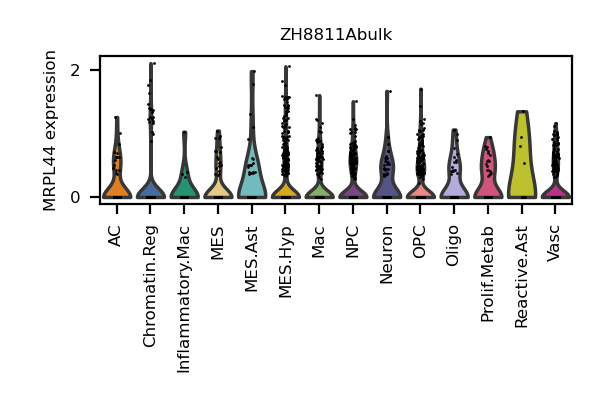 ZH8811Abulk
MRPL44 expression
2
0
AC
Chromatin.Reg
Inflammatory.Mac
MES
MES.Ast
MES.Hyp
Mac
NPC
Neuron
OPC
Oligo
Prolif.Metab
Reactive.Ast
Vasc